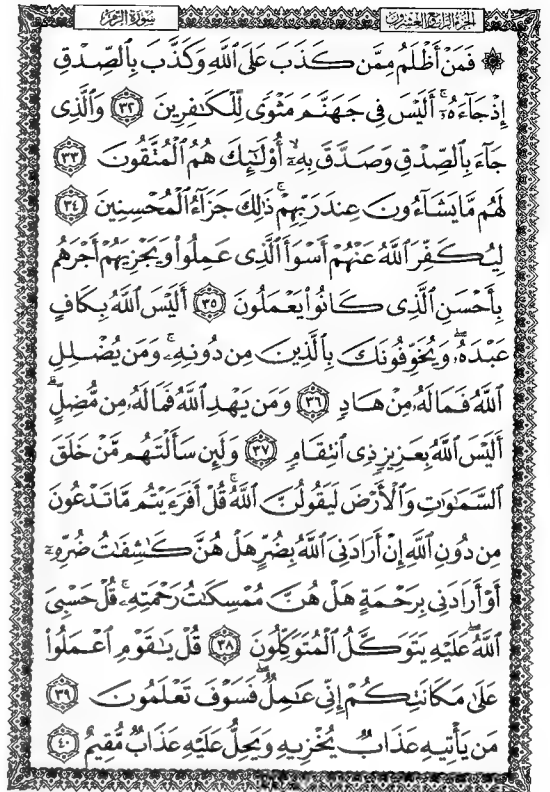 الجزء الرابع والعشرون
سورة الزمر
۞ فَمَنْ أَظْلَمُ مِمَّن كَذَبَ عَلَى ٱللَّهِ وَكَذَّبَ بِٱلصِّدْقِ
إِذْ جَآءَهُۥٓ ۚ أَلَيْسَ فِى جَهَنَّمَ مَثْوًى لِّلْكَـٰفِرِينَ ٣٢ وَٱلَّذِى
جَآءَ بِٱلصِّدْقِ وَصَدَّقَ بِهِۦٓ ۙ أُو۟لَـٰٓئِكَ هُمُ ٱلْمُتَّقُونَ ٣٣
لَهُم مَّا يَشَآءُونَ عِندَ رَبِّهِمْ ۚ ذَٰلِكَ جَزَآءُ ٱلْمُحْسِنِينَ ٣٤
لِيُكَفِّرَ ٱللَّهُ عَنْهُمْ أَسْوَأَ ٱلَّذِى عَمِلُوا۟ وَيَجْزِيَهُمْ أَجْرَهُم
بِأَحْسَنِ ٱلَّذِى كَانُوا۟ يَعْمَلُونَ ٣٥ أَلَيْسَ ٱللَّهُ بِكَافٍ
عَبْدَهُۥ ۖ وَيُخَوِّفُونَكَ بِٱلَّذِينَ مِن دُونِهِۦ ۚ وَمَن يُضْلِلِ
ٱللَّهُ فَمَا لَهُۥ مِنْ هَادٍ ٣٦ وَمَن يَهْدِ ٱللَّهُ فَمَا لَهُۥ مِن مُّضِلٍّ ۗ
أَلَيْسَ ٱللَّهُ بِعَزِيزٍ ذِى ٱنتِقَامٍ ٣٧ وَلَئِن سَأَلْتَهُم مَّنْ خَلَقَ
ٱلسَّمَـٰوَٰتِ وَٱلْأَرْضَ لَيَقُولُنَّ ٱللَّهُ ۚ قُلْ أَفَرَءَيْتُم مَّا تَدْعُونَ
مِن دُونِ ٱللَّهِ إِنْ أَرَادَنِىَ ٱللَّهُ بِضُرٍّ هَلْ هُنَّ كَـٰشِفَـٰتُ ضُرِّهِۦٓ
أَوْ أَرَادَنِى بِرَحْمَةٍ هَلْ هُنَّ مُمْسِكَـٰتُ رَحْمَتِهِۦ ۚ قُلْ حَسْبِىَ
ٱللَّهُ ۖ عَلَيْهِ يَتَوَكَّلُ ٱلْمُتَوَكِّلُونَ ٣٨ قُلْ يَـٰقَوْمِ ٱعْمَلُوا۟
عَلَىٰ مَكَانَتِكُمْ إِنِّى عَـٰمِلٌ ۖ فَسَوْفَ تَعْلَمُونَ ٣٩
مَن يَأْتِيهِ عَذَابٌ يُخْزِيهِ وَيَحِلُّ عَلَيْهِ عَذَابٌ مُّقِيمٌ ٤٠